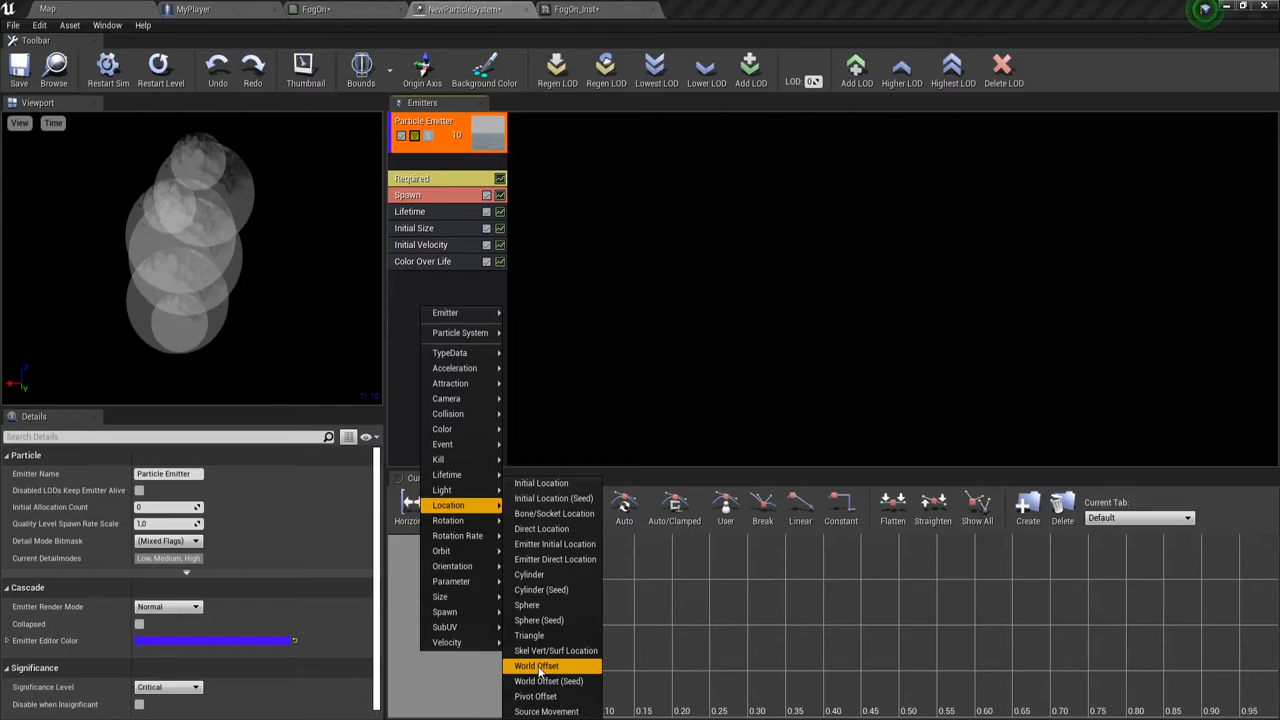 Map
MyPlayer
FogOn*
NewParticleSystem*
FogOn_Inst*
File Edit Asset Window Help
Toolbar
Save Browse Restart Sim Restart Level Undo Redo Thumbnail Bounds Origin Axis Background Color Regen LOD Regen LOD Lowest LOD Lower LOD Add LOD LOD: 0 Add LOD Higher LOD Highest LOD Delete LOD
Viewport
View Time
7/ 10
Emitters
Particle Emitter
10
Required
Spawn
Lifetime
Initial Size
Initial Velocity
Color Over Life
Emitter
Particle System
TypeData
Acceleration
Attraction
Camera
Collision
Color
Event
Kill
Lifetime
Light
Location
Rotation
Rotation Rate
Orbit
Orientation
Parameter
Size
Spawn
SubUV
Velocity
Initial Location
Initial Location (Seed)
Bone/Socket Location
Direct Location
Emitter Initial Location
Emitter Direct Location
Cylinder
Cylinder (Seed)
Sphere
Sphere (Seed)
Triangle
Skel Vert/Surf Location
World Offset
World Offset (Seed)
Pivot Offset
Source Movement
Details
Search Details
Particle
Emitter Name Particle Emitter
Disabled LODs Keep Emitter Alive
Initial Allocation Count 0
Quality Level Spawn Rate Scale 1.0
Detail Mode Bitmask (Mixed Flags)
Current Detailmodes Low, Medium, High
Cascade
Emitter Render Mode Normal
Collapsed
Emitter Editor Color
Significance
Significance Level Critical
Disable when Insignficant
Auto Auto/Clamped User Break Linear Constant Flatten Straighten Show All Create Delete
Current Tab:
Default
0.10 0.15 0.20 0.25 0.30 0.35 0.40 0.45 0.50 0.55 0.60 0.65 0.70 0.75 0.80 0.85 0.90 0.95